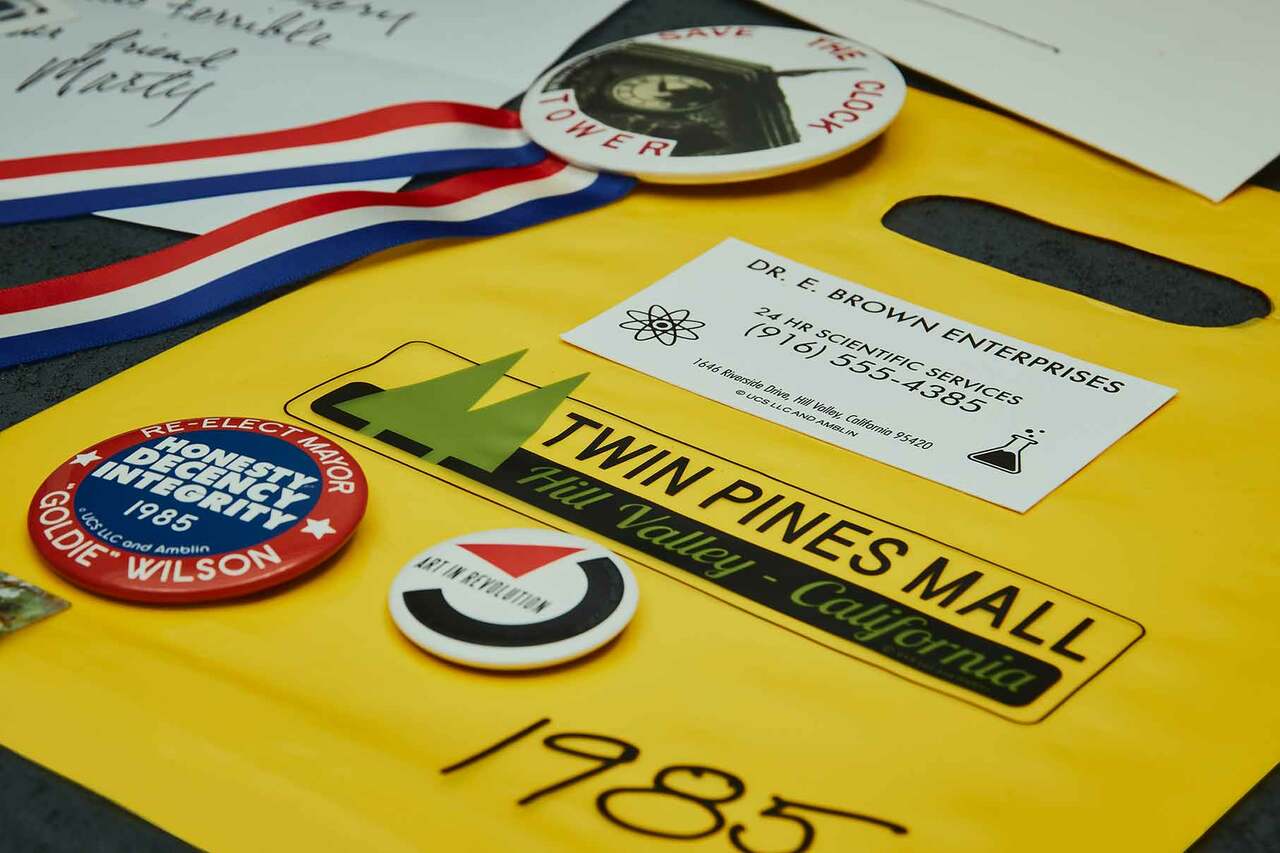 terrible
friend
Marty
SAVE THE CLOCK TOWER
DR. E. BROWN ENTERPRISES
24 HR SCIENTIFIC SERVICES
(916) 555-4385
1646 Riverside Drive, Hill Valley, California 95420
© UCS LLC AND AMBLIN
TWIN PINES MALL
Hill Valley - California
RE-ELECT MAYOR
HONESTY
DECENCY
INTEGRITY
1985
© UCS LLC and Amblin
"GOLDIE" WILSON
ART IN REVOLUTION
1985